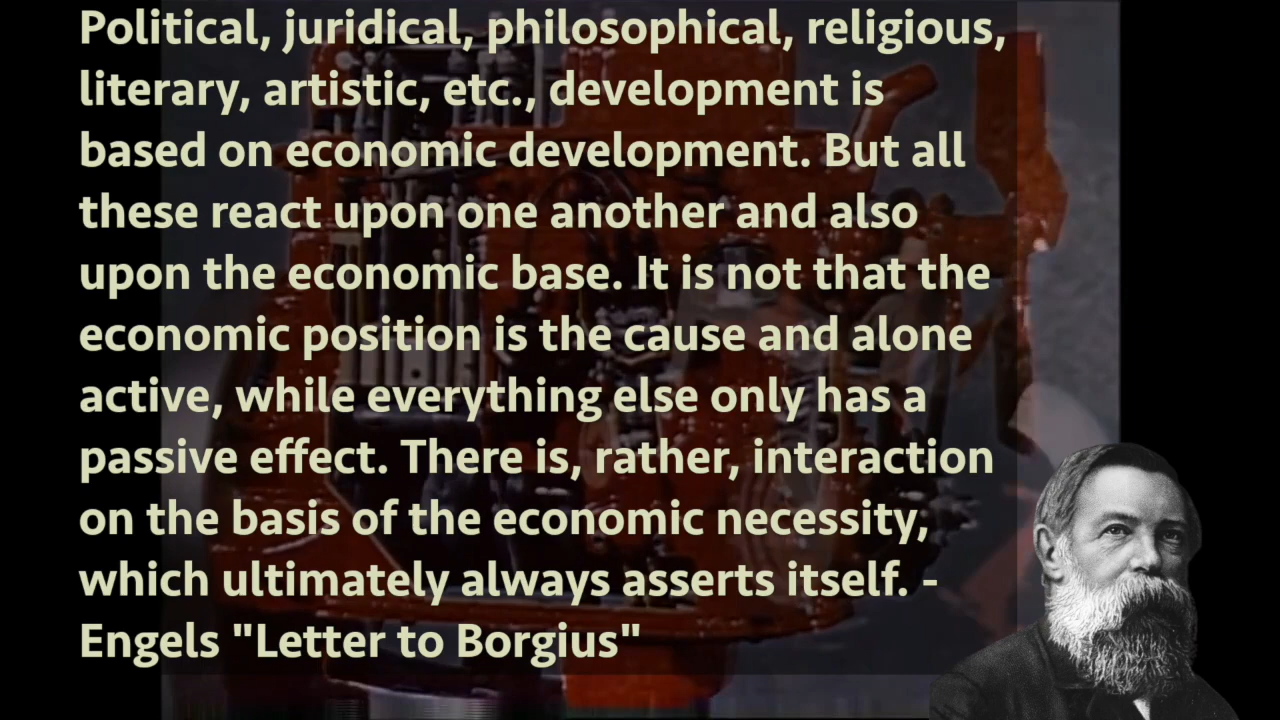 Political, juridical, philosophical, religious,
literary, artistic, etc., development is
based on economic development. But all
these react upon one another and also
upon the economic base. It is not that the
economic position is the cause and alone
active, while everything else only has a
passive effect. There is, rather, interaction
on the basis of the economic necessity,
which ultimately always asserts itself. -
Engels "Letter to Borgius"